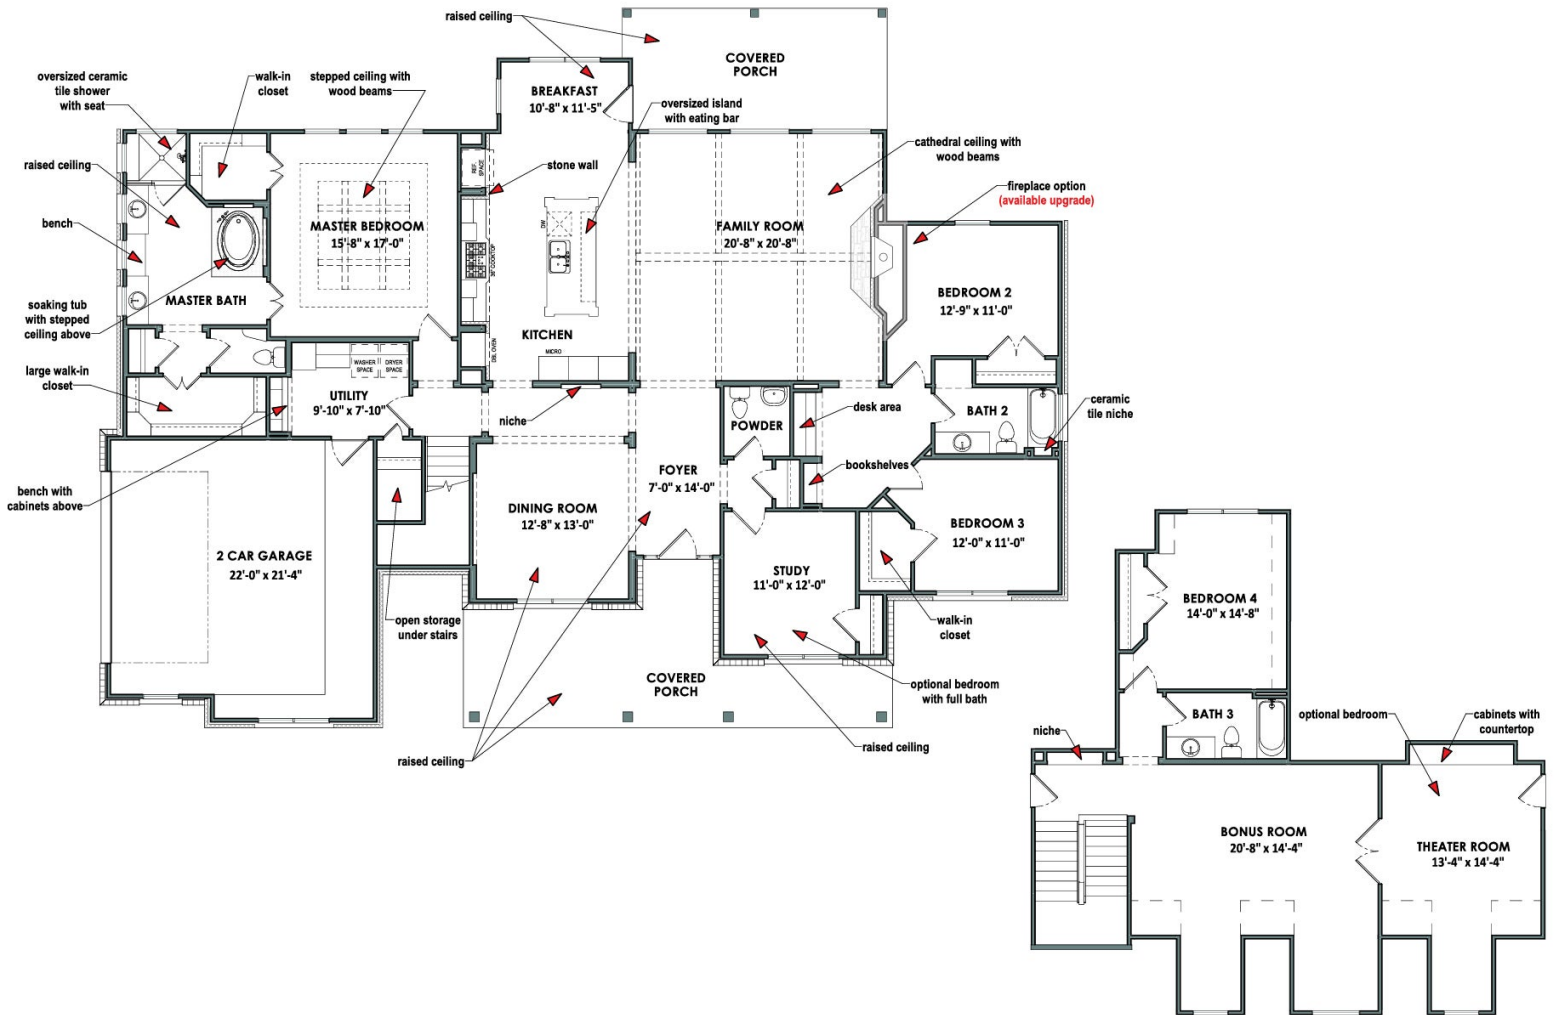 raised ceiling
COVERED
PORCH
oversized ceramic
tile shower
with seat
walk-in
closet
stepped ceiling with
wood beams
BREAKFAST
10'-8" x 11'-5"
oversized island
with eating bar
cathedral ceiling with
wood beams
raised ceiling
REF.
SPACE
stone wall
fireplace option
(available upgrade)
bench
MASTER BEDROOM
15'-8" x 17'-0"
DW
36" COOKTOP
FAMILY ROOM
20'-8" x 20'-8"
MASTER BATH
soaking tub
with stepped
ceiling above
BEDROOM 2
12'-9" x 11'-0"
KITCHEN
MICRO
DBL OVEN
WASHER
SPACE
DRYER
SPACE
large walk-in
closet
UTILITY
9'-10" x 7'-10"
niche
POWDER
desk area
BATH 2
ceramic
tile niche
bookshelves
FOYER
7'-0" x 14'-0"
bench with
cabinets above
DINING ROOM
12'-8" x 13'-0"
BEDROOM 3
12'-0" x 11'-0"
2 CAR GARAGE
22'-0" x 21'-4"
STUDY
11'-0" x 12'-0"
open storage
under stairs
walk-in
closet
BEDROOM 4
14'-0" x 14'-8"
COVERED
PORCH
optional bedroom
with full bath
raised ceiling
raised ceiling
niche
BATH 3
optional bedroom
cabinets with
countertop
BONUS ROOM
20'-8" x 14'-4"
THEATER ROOM
13'-4" x 14'-4"